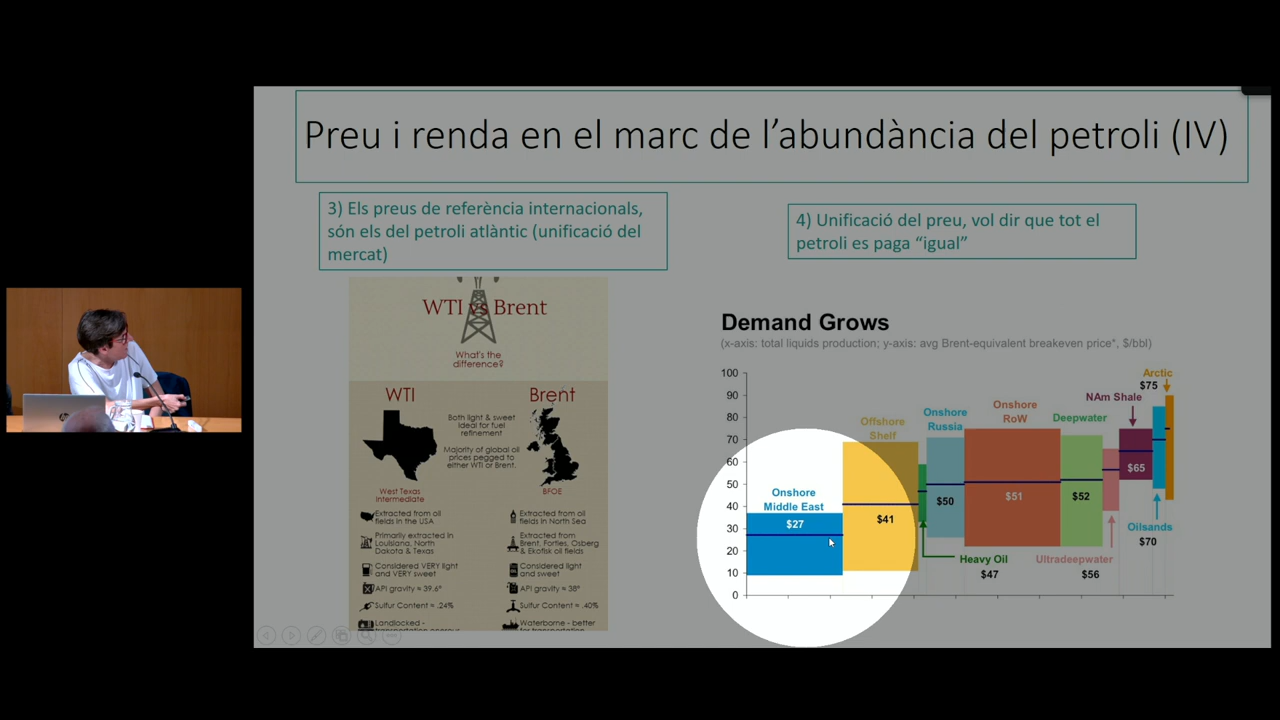 Preu i renda en el marc de l'abundància del petroli (IV)
3) Els preus de referència internacionals,
són els del petroli atlàntic (unificació del
mercat)
4) Unificació del preu, vol dir que tot el
petroli es paga "igual"
WTI vs Brent
What's the
difference?
WTI
Brent
Both light & sweet
Ideal for fuel
refinement
Majority of global oil
prices pegged to
either WTI or Brent.
West Texas
Intermediate
BFOE
Extracted from oil
fields in the USA
Extracted from oil
fields in North Sea
Primarily extracted in
Louisiana, North
Dakota & Texas
Extracted from
Brent, Forties, Osberg
& Ekofisk oil fields
Considered VERY light
and VERY sweet
Considered light
and sweet
API gravity ≈ 39.6°
API gravity ≈ 38°
Sulfur Content ≈ .24%
Sulfur Content ≈ .40%
Landlocked -
Waterborne - better
Demand Grows
(x-axis: total liquids production; y-axis: avg Brent-equivalent breakeven price*, $/bbl)
100
90
80
70
60
50
40
30
20
10
0
Onshore
Middle East
$27
Offshore
Shelf
$41
Heavy Oil
$47
Onshore
Russia
$50
Onshore
RoW
$51
Deepwater
$52
Ultradeepwater
$56
NAm Shale
$65
Oilsands
$70
Arctic
$75